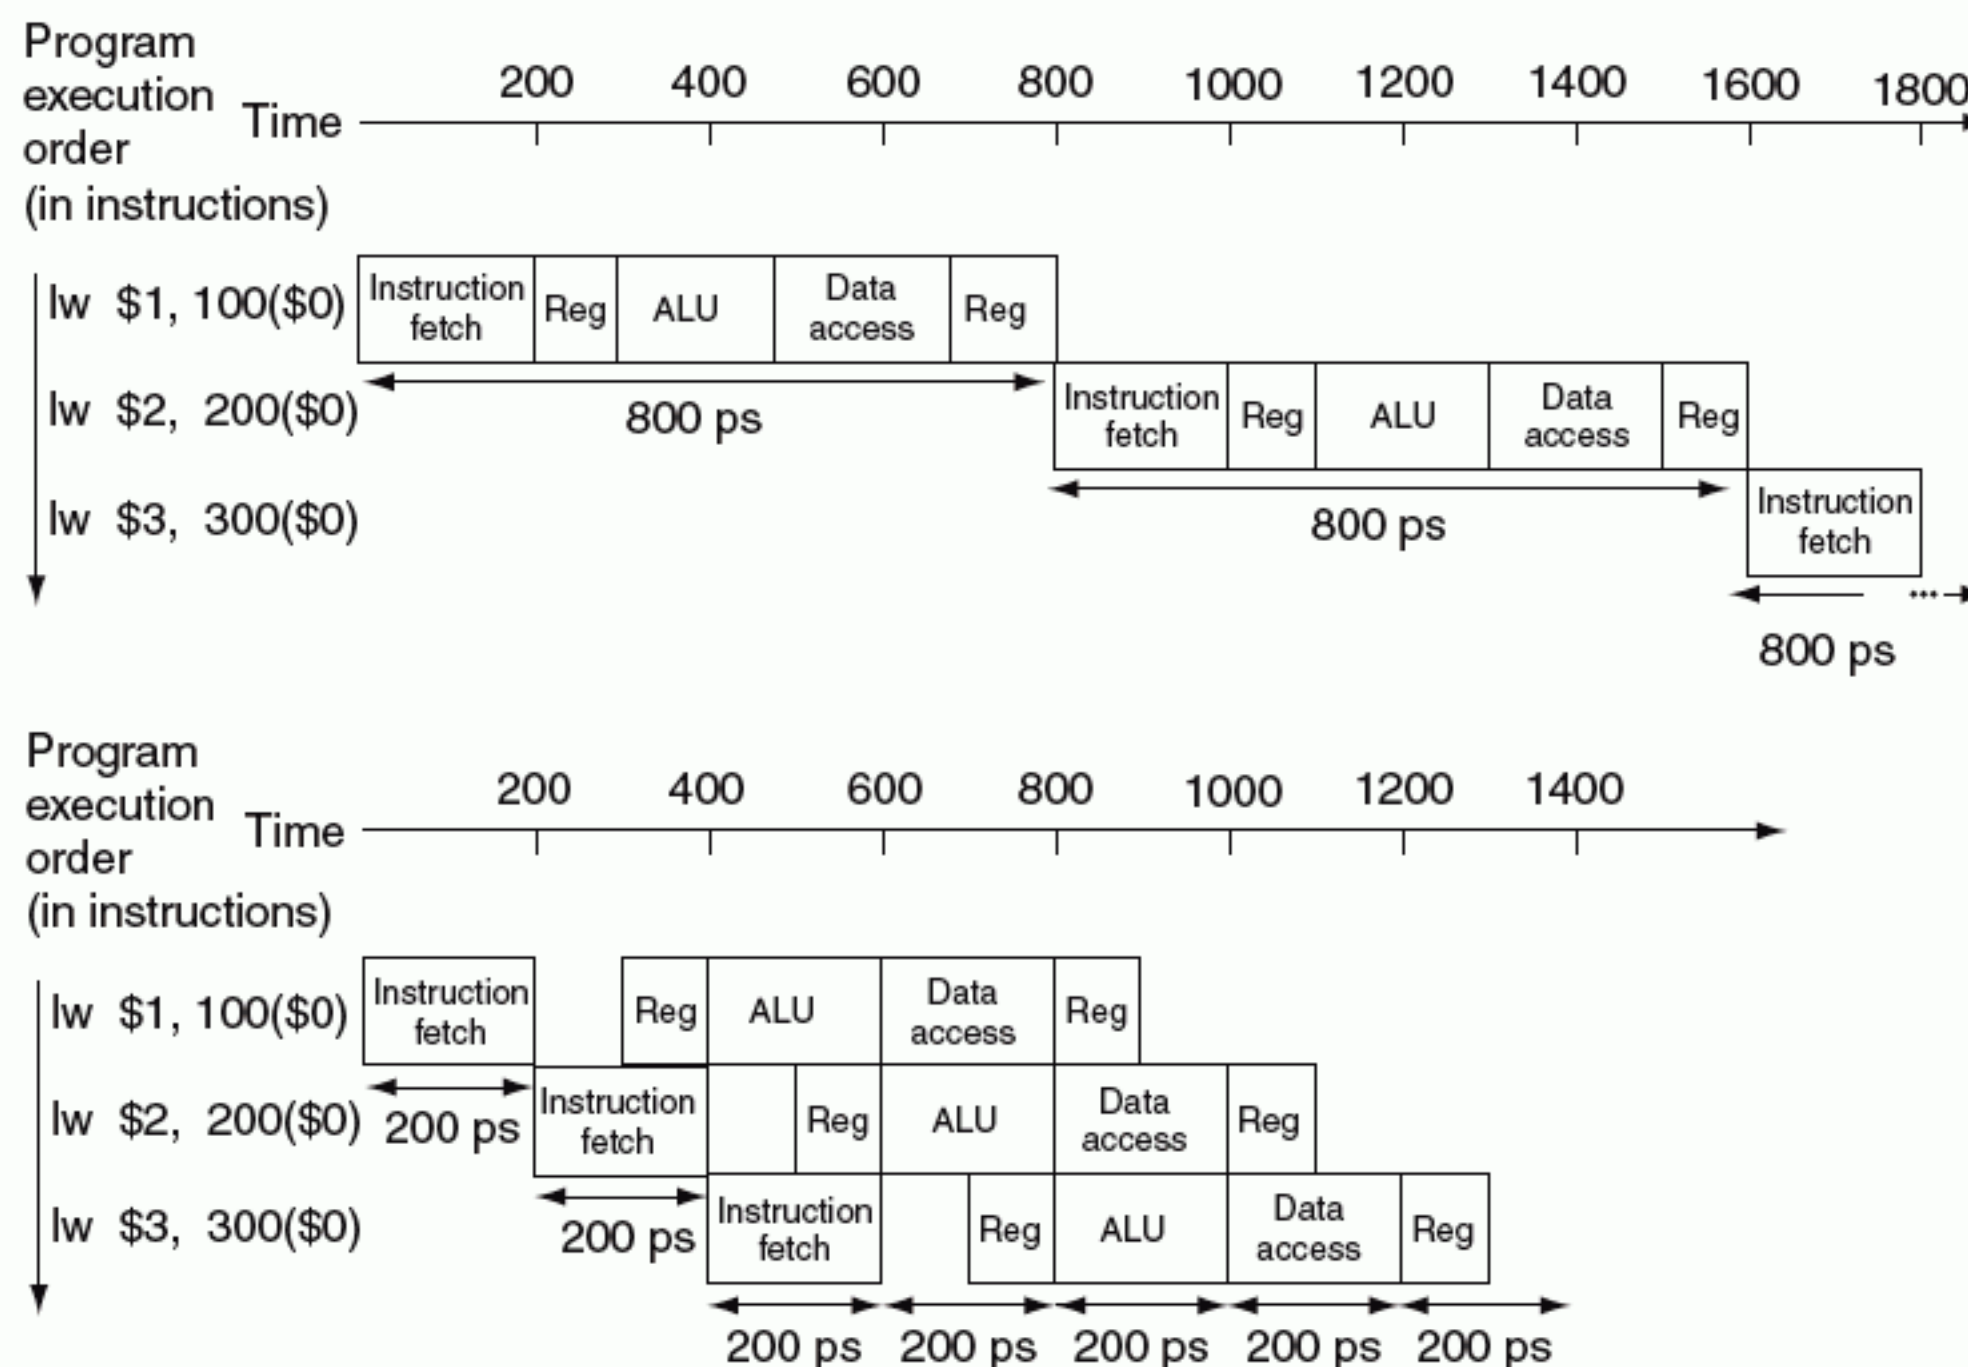 Program
execution
order
(in instructions)
Time
200 400 600 800 1000 1200 1400 1600 1800
lw $1, 100($0)
Instruction
fetch
Reg
ALU
Data
access
Reg
800 ps
lw $2, 200($0)
Instruction
fetch
Reg
ALU
Data
access
Reg
800 ps
lw $3, 300($0)
Instruction
fetch
...
800 ps
Program
execution
order
(in instructions)
Time
200 400 600 800 1000 1200 1400
lw $1, 100($0)
Instruction
fetch
Reg
ALU
Data
access
Reg
200 ps
lw $2, 200($0)
Instruction
fetch
Reg
ALU
Data
access
Reg
200 ps
lw $3, 300($0)
Instruction
fetch
Reg
ALU
Data
access
Reg
200 ps 200 ps 200 ps 200 ps 200 ps